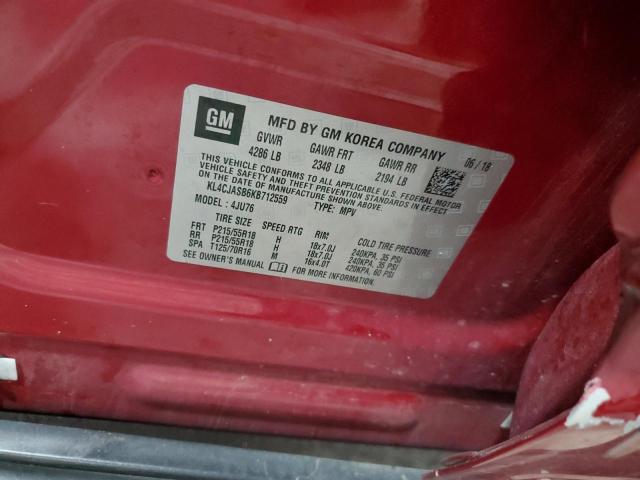 GM
MFD BY GM KOREA COMPANY
06/18
GVWR GAWR FRT GAWR RR
4286 LB 2348 LB 2194 LB
THIS VEHICLE CONFORMS TO ALL APPLICABLE U.S. FEDERAL MOTOR
VEHICLE SAFETY, BUMPER, AND THEFT PREVENTION STANDARDS IN EFFECT
ON THE DATE OF MANUFACTURE SHOWN ABOVE.
KL4CJASB6KB712559
MODEL: 4JU76 TYPE: MPV
TIRE SIZE SPEED RTG RIM COLD TIRE PRESSURE
FRT P215/55R18 H 18x7.0J 240KPA, 35 PSI
RR P215/55R18 H 18x7.0J 240KPA, 35 PSI
SPA T125/70R16 M 16x4.0T 420KPA, 60 PSI
SEE OWNER'S MANUAL FOR MORE INFORMATION.